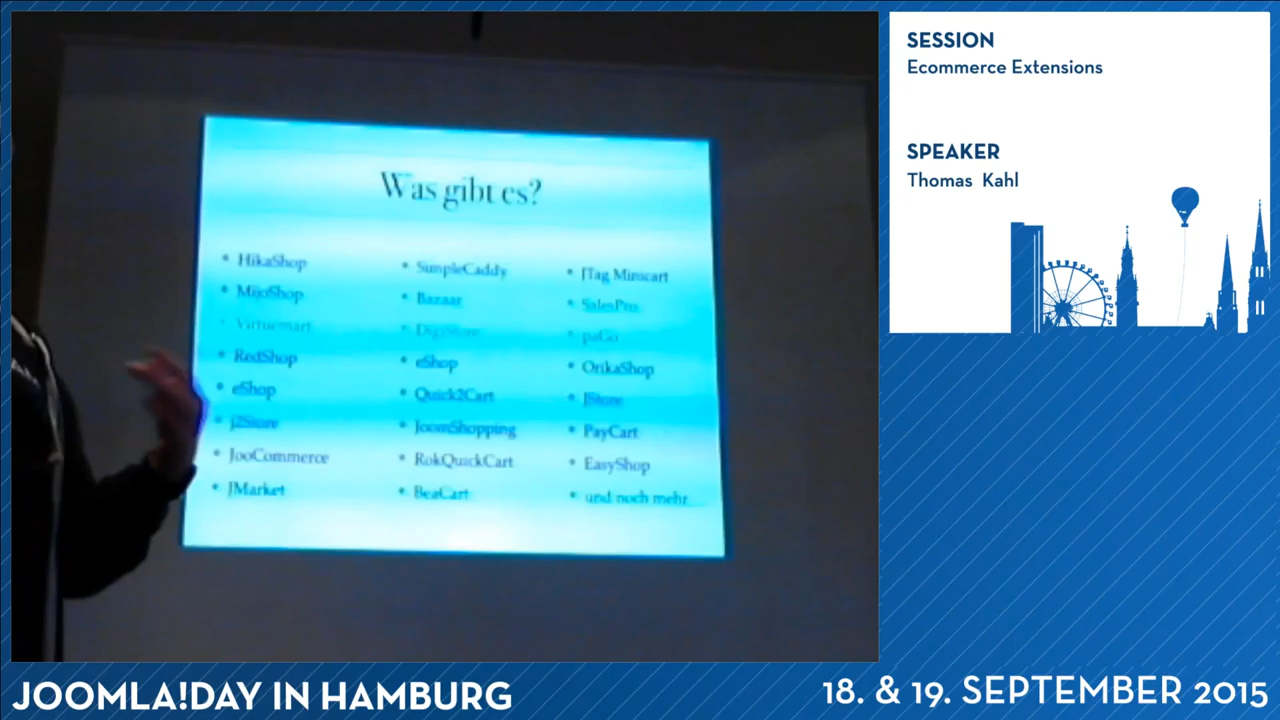 Was gibt es?
• HikaShop
• MijoShop
• Virtuemart
• RedShop
• eShop
• j2Store
• JooCommerce
• JMarket
• SimpleCaddy
• Bazaar
• DigiStore
• eShop
• Quick2Cart
• JoomShopping
• RokQuickCart
• BeaCart
• JTag Minicart
• SalesPro
• paGo
• OrikaShop
• JStore
• PayCart
• EasyShop
• und noch mehr
SESSION
Ecommerce Extensions
SPEAKER
Thomas Kahl
JOOMLA!DAY IN HAMBURG
18. & 19. SEPTEMBER 2015